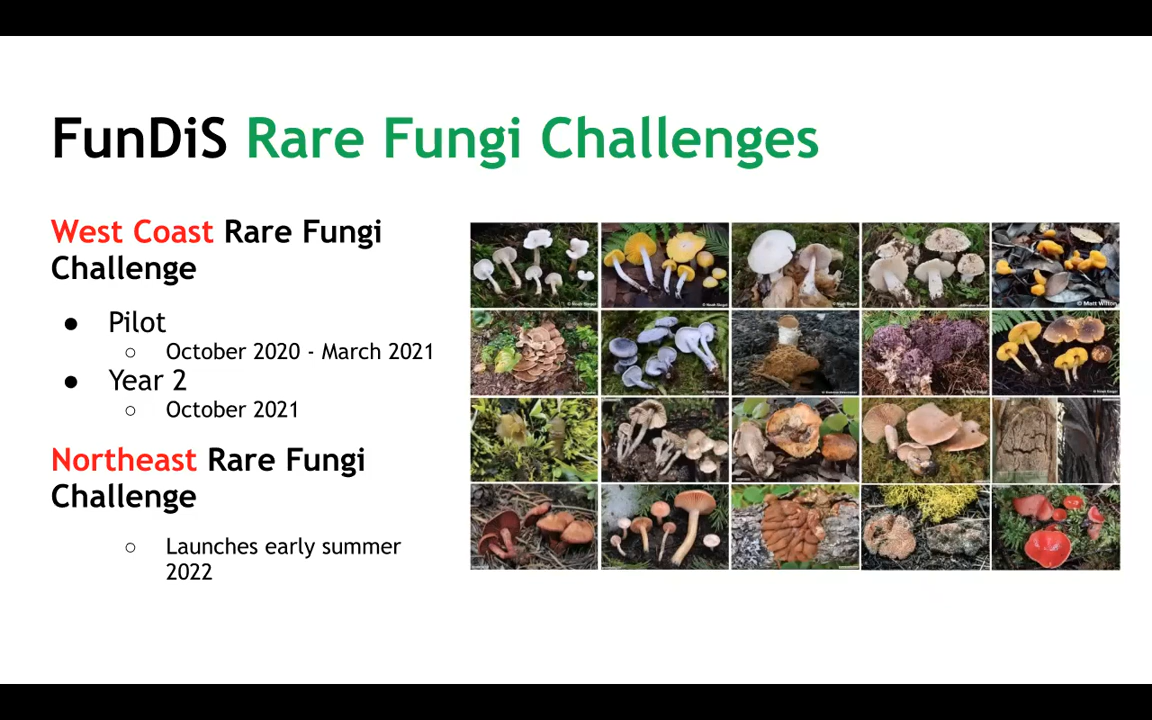 FunDiS Rare Fungi Challenges
West Coast Rare Fungi
Challenge
● Pilot
○ October 2020 - March 2021
● Year 2
○ October 2021
Northeast Rare Fungi
Challenge
○ Launches early summer
2022
© Matt Wilton